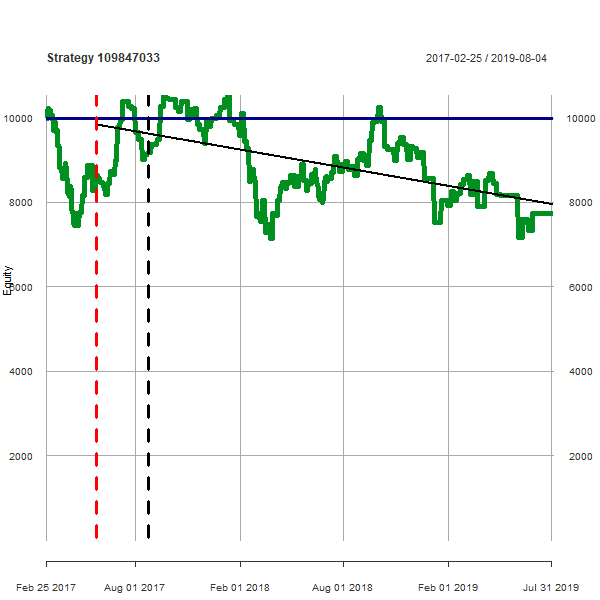 Strategy 109847033
2017-02-25 / 2019-08-04
10000
10000
8000
8000
Equity
6000
6000
4000
4000
2000
2000
Feb 25 2017
Aug 01 2017
Feb 01 2018
Aug 01 2018
Feb 01 2019
Jul 31 2019